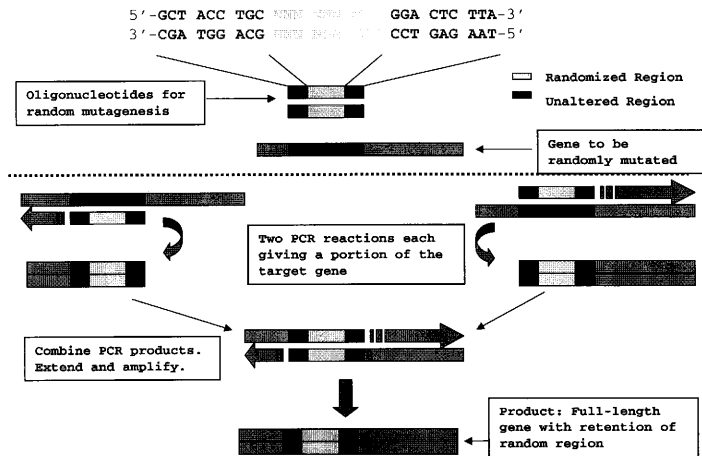 5'-GCT ACC TGC NNN NNN GGA CTC TTA-3'
3'-CGA TGG ACG CCT GAG AAT-5'
Oligonucleotides for
random mutagenesis
Randomized Region
Unaltered Region
Gene to be
randomly mutated
Two PCR reactions each
giving a portion of the
target gene
Combine PCR products.
Extend and amplify.
Product: Full-length
gene with retention of
random region